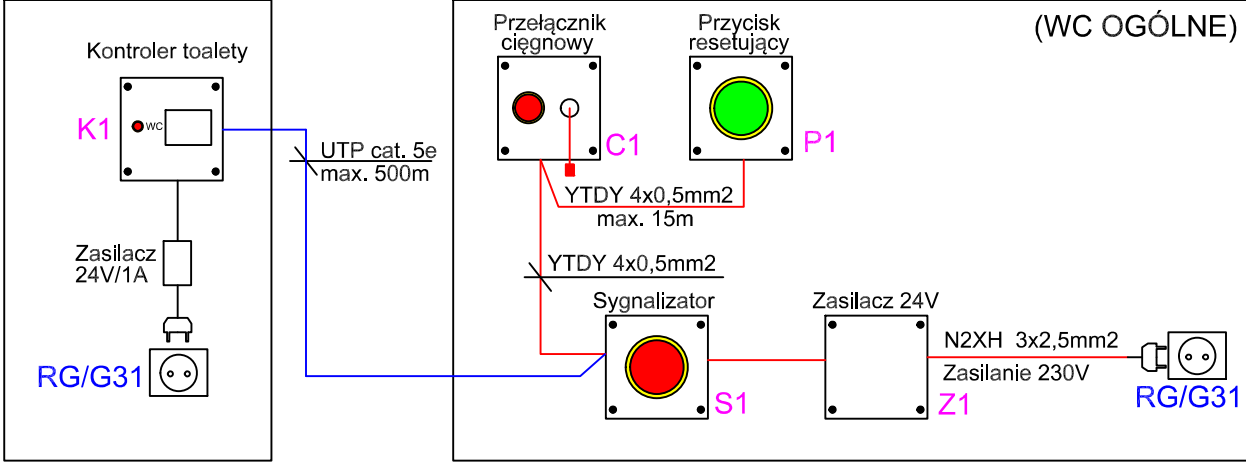 Kontroler toalety
K1
WC
Zasilacz
24V/1A
RG/G31
UTP cat. 5e
max. 500m
(WC OGÓLNE)
Przełącznik
cięgnowy
C1
Przycisk
resetujący
P1
YTDY 4x0,5mm2
max. 15m
YTDY 4x0,5mm2
Sygnalizator
S1
Zasilacz 24V
Z1
N2XH 3x2,5mm2
Zasilanie 230V
RG/G31